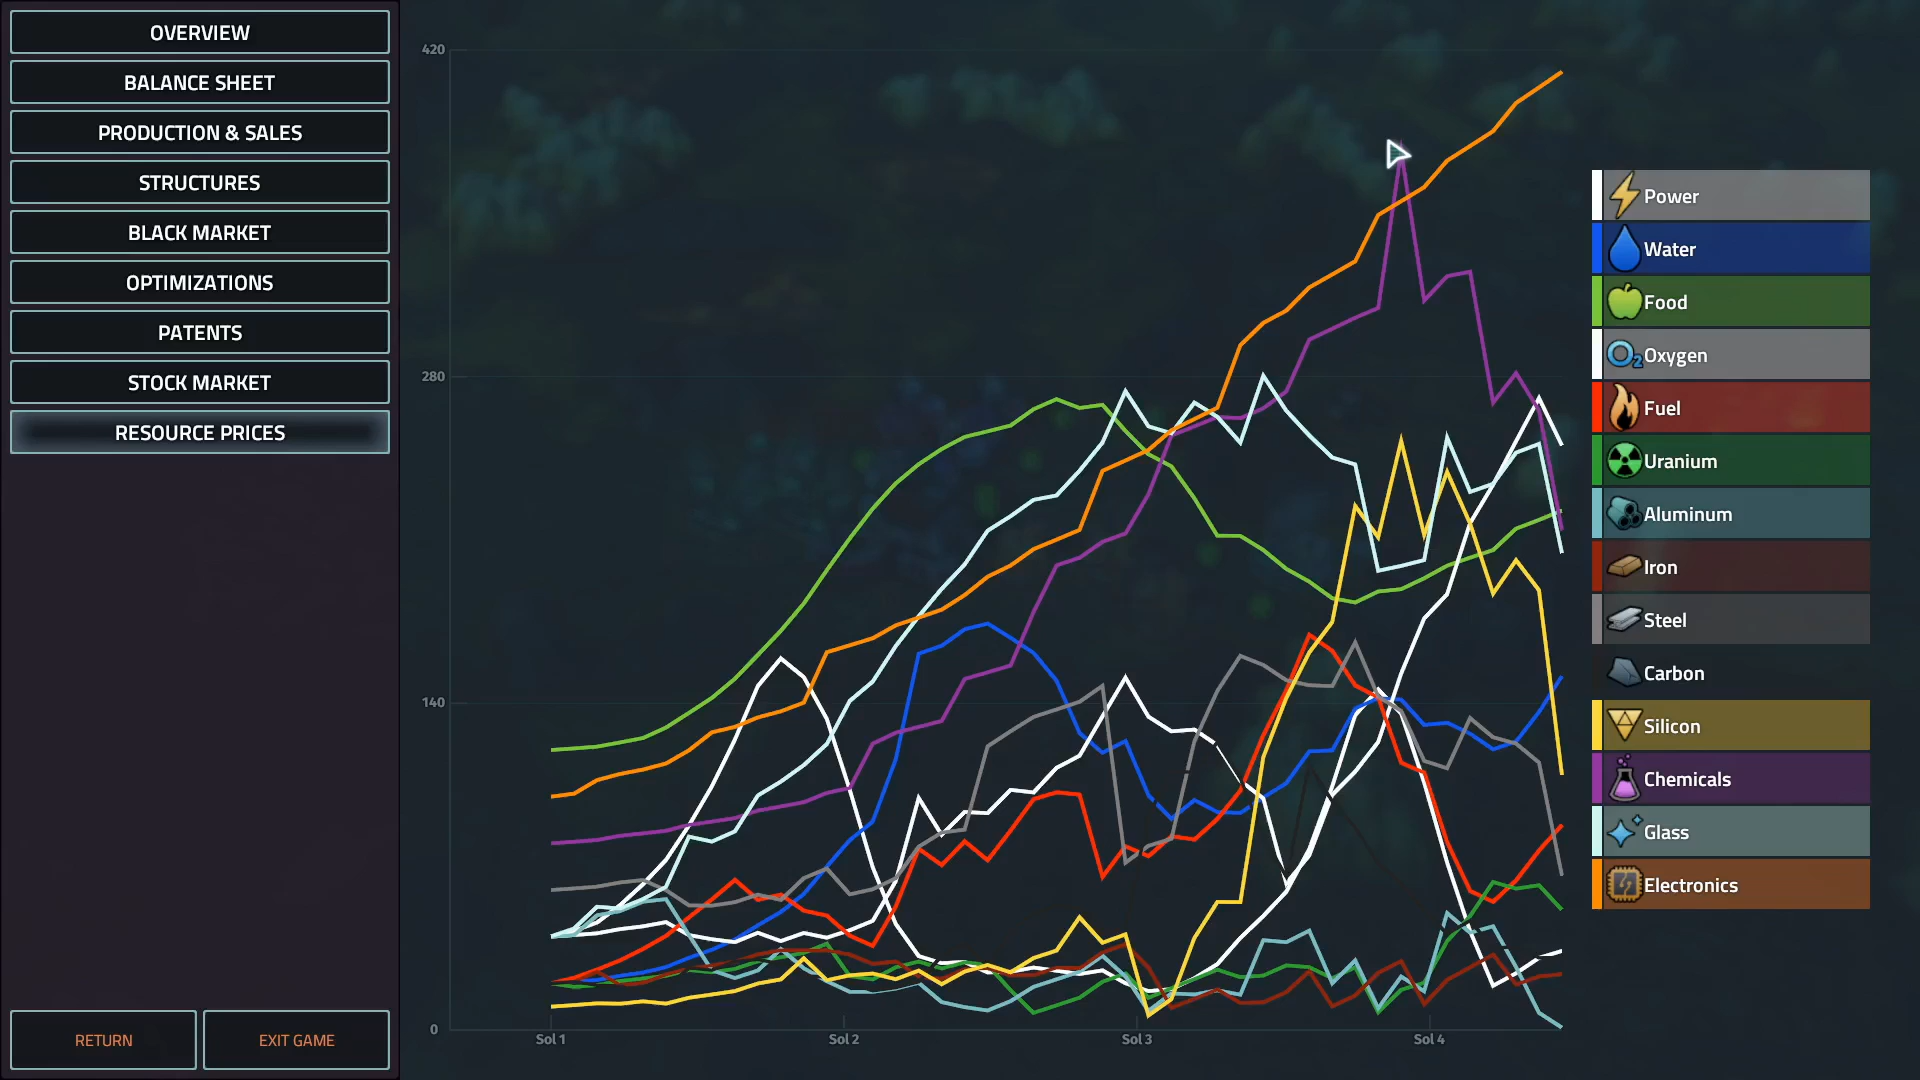 OVERVIEW
BALANCE SHEET
PRODUCTION & SALES
STRUCTURES
BLACK MARKET
OPTIMIZATIONS
PATENTS
STOCK MARKET
RESOURCE PRICES
RETURN
EXIT GAME
420
280
140
0
Sol 1
Sol 2
Sol 3
Sol 4
Power
Water
Food
O2 Oxygen
Fuel
Uranium
Aluminum
Iron
Steel
Carbon
Silicon
Chemicals
Glass
Electronics